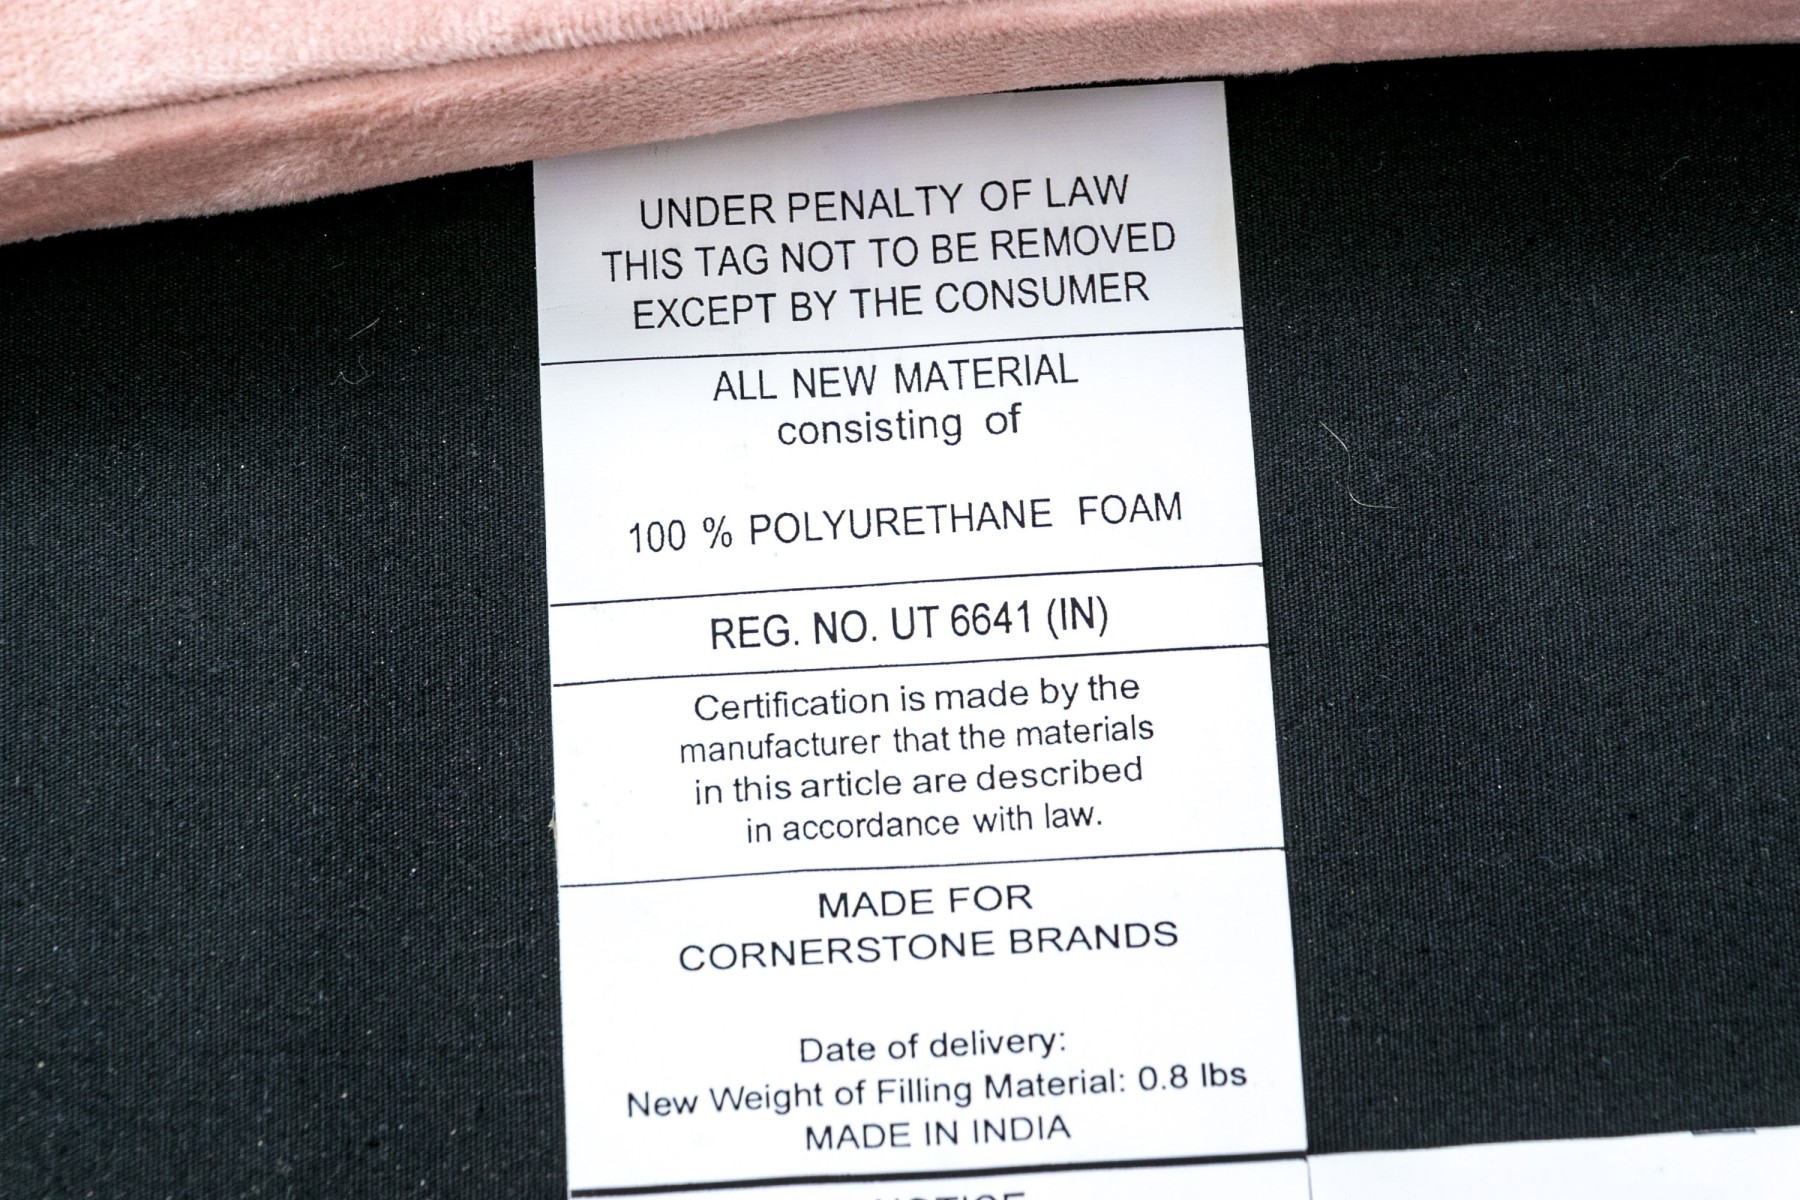 UNDER PENALTY OF LAW
THIS TAG NOT TO BE REMOVED
EXCEPT BY THE CONSUMER
ALL NEW MATERIAL
consisting of
100 % POLYURETHANE FOAM
REG. NO. UT 6641 (IN)
Certification is made by the
manufacturer that the materials
in this article are described
in accordance with law.
MADE FOR
CORNERSTONE BRANDS
Date of delivery:
New Weight of Filling Material: 0.8 lbs
MADE IN INDIA